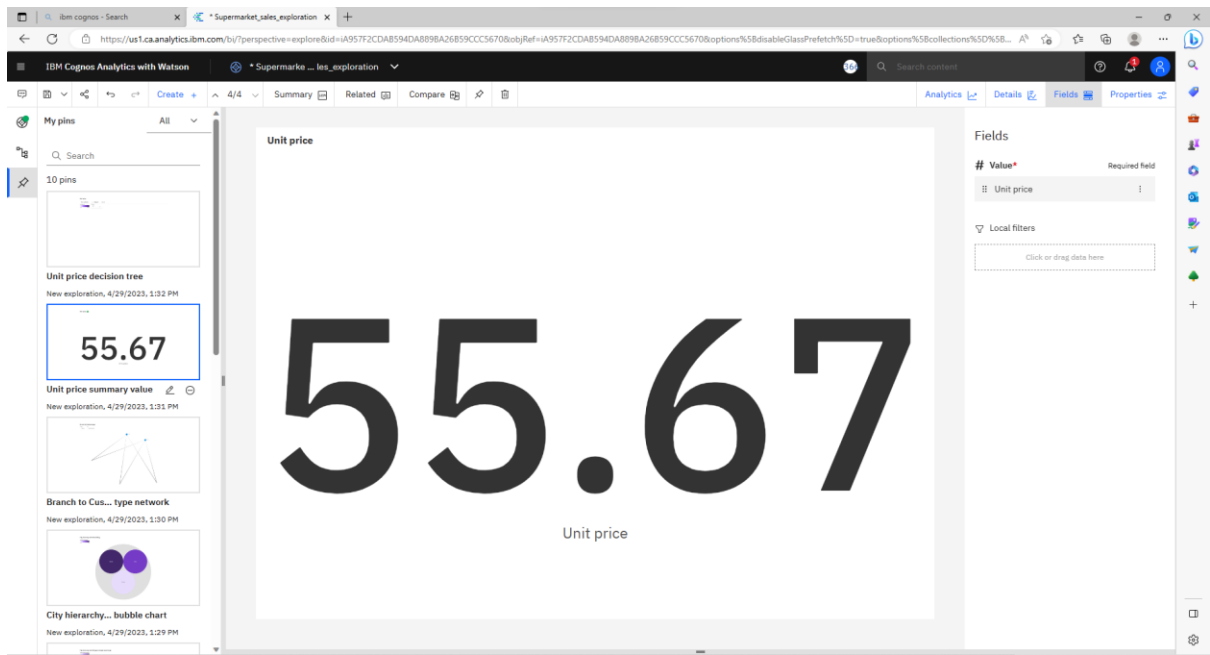 ibm cognos - Search
* Supermarket_sales_exploration
https://us1.ca.analytics.ibm.com/bi/?perspective=explore&id=iA957F2CDAB594DA889BA26B59CCC5670&objRef=iA957F2CDAB594DA889BA26B59CCC5670&options%5BdisableGlassPrefetch%5D=true&options%5Bcollections%5D%5B...
IBM Cognos Analytics with Watson
* Supermarke ... les_exploration
Search content
4
Create +
4/4
Summary
Related
Compare
Analytics
Details
Fields
Properties
My pins
All
Search
10 pins
Unit price decision tree
New exploration, 4/29/2023, 1:32 PM
55.67
Unit price summary value
New exploration, 4/29/2023, 1:31 PM
Branch to Cus... type network
New exploration, 4/29/2023, 1:30 PM
City hierarchy... bubble chart
New exploration, 4/29/2023, 1:29 PM
Unit price
55.67
Unit price
Fields
# Value*
Required field
Unit price
Local filters
Click or drag data here